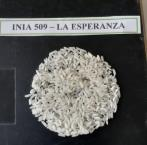 INIA 509 – LA ESPERANZA